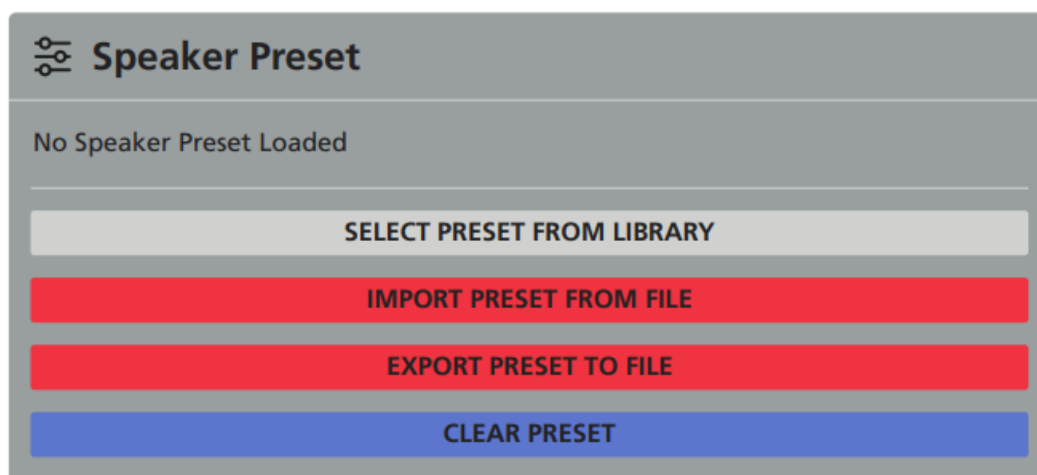 Speaker Preset
No Speaker Preset Loaded
SELECT PRESET FROM LIBRARY
IMPORT PRESET FROM FILE
EXPORT PRESET TO FILE
CLEAR PRESET